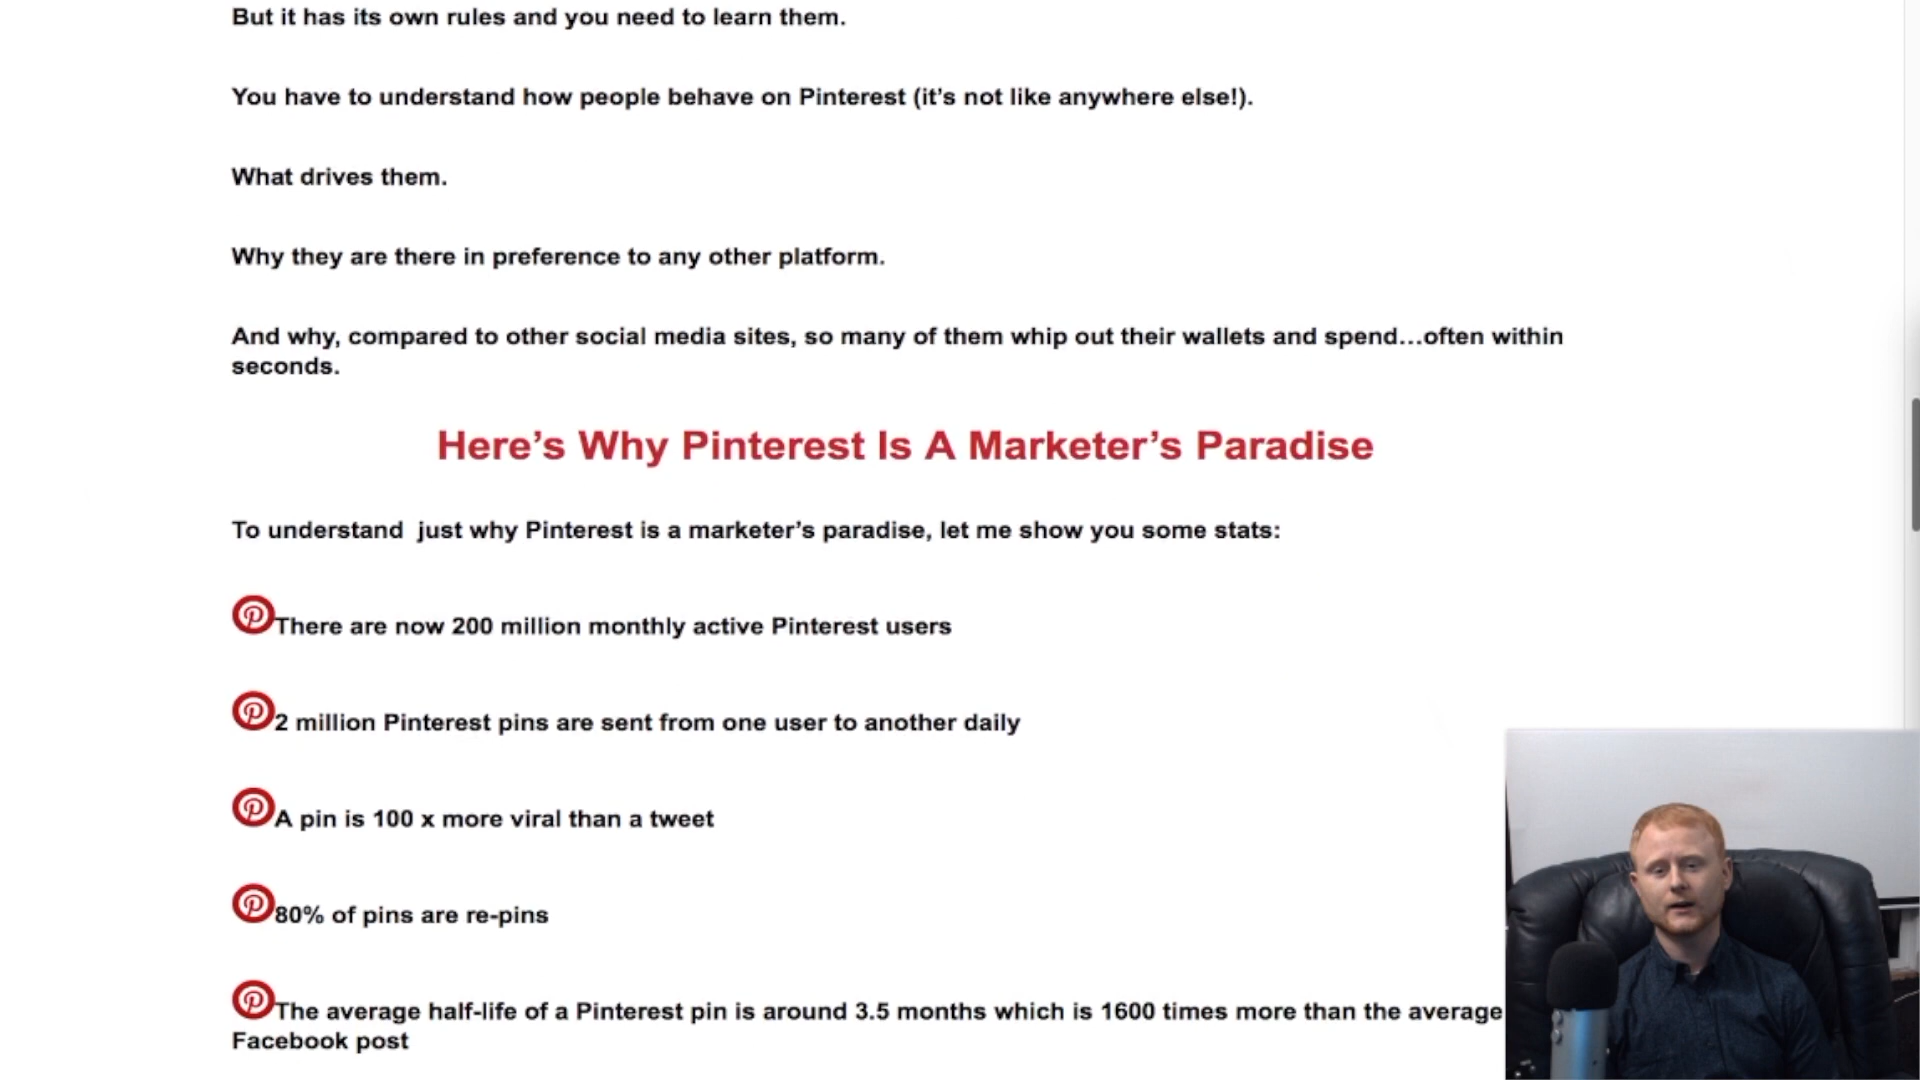 But it has its own rules and you need to learn them.
You have to understand how people behave on Pinterest (it’s not like anywhere else!).
What drives them.
Why they are there in preference to any other platform.
And why, compared to other social media sites, so many of them whip out their wallets and spend…often within
seconds.
Here’s Why Pinterest Is A Marketer’s Paradise
To understand just why Pinterest is a marketer’s paradise, let me show you some stats:
There are now 200 million monthly active Pinterest users
2 million Pinterest pins are sent from one user to another daily
A pin is 100 x more viral than a tweet
80% of pins are re-pins
The average half-life of a Pinterest pin is around 3.5 months which is 1600 times more than the average
Facebook post